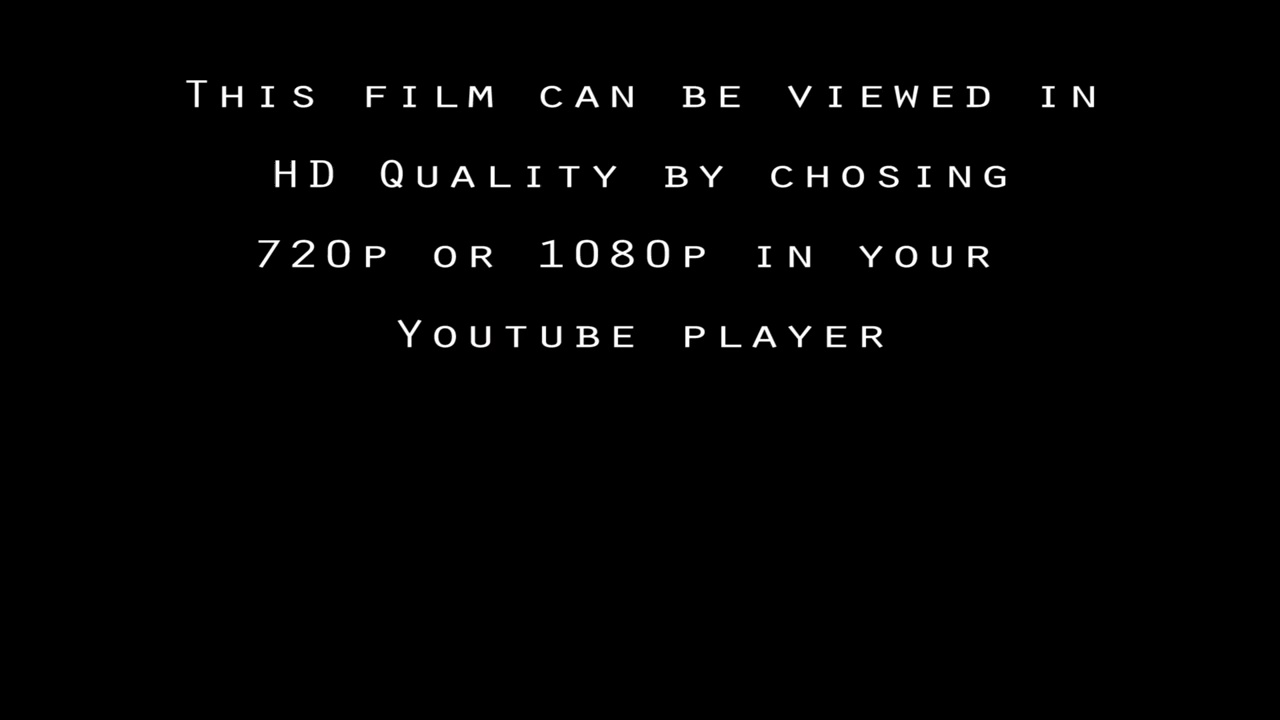 This film can be viewed in
HD Quality by chosing
720p or 1080p in your
Youtube player